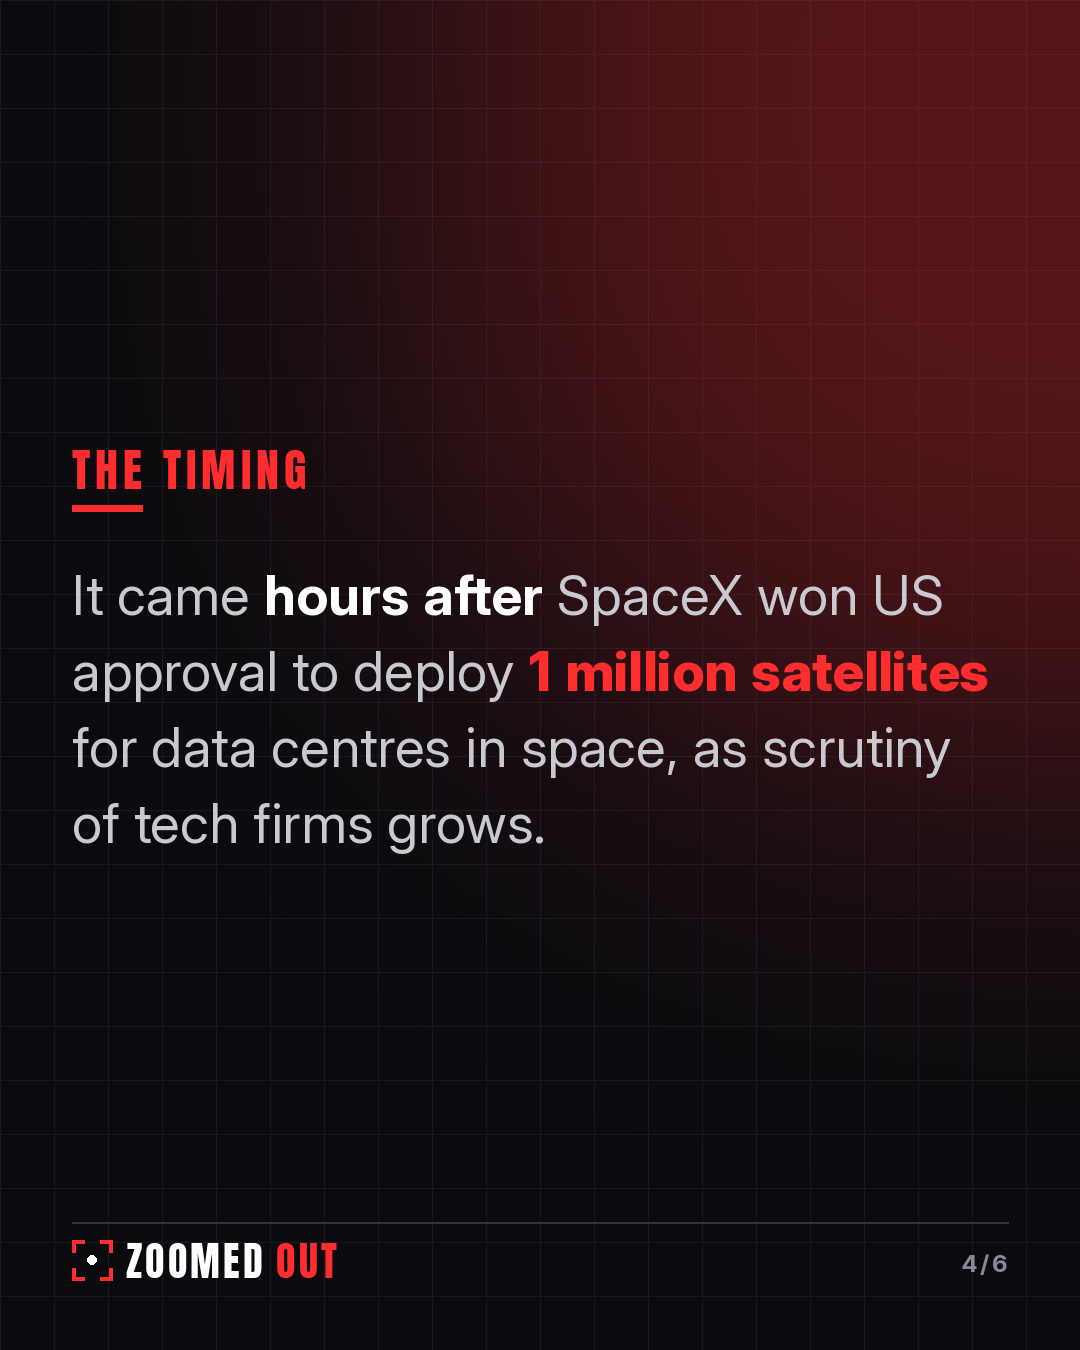 THE TIMING
It came hours after SpaceX won US
approval to deploy 1 million satellites
for data centres in space, as scrutiny
of tech firms grows.
ZOOMED OUT
4/6